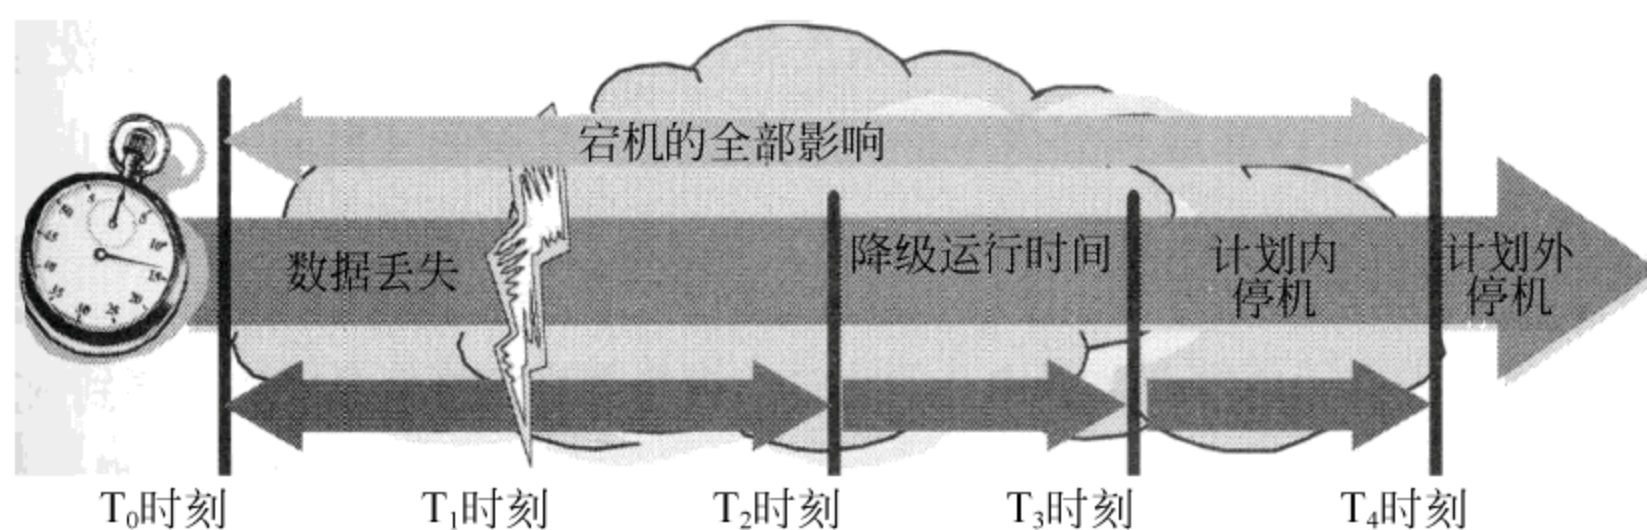 宕机的全部影响
数据丢失
降级运行时间
计划内
停机
计划外
停机
T₀时刻
T₁时刻
T₂时刻
T₃时刻
T₄时刻